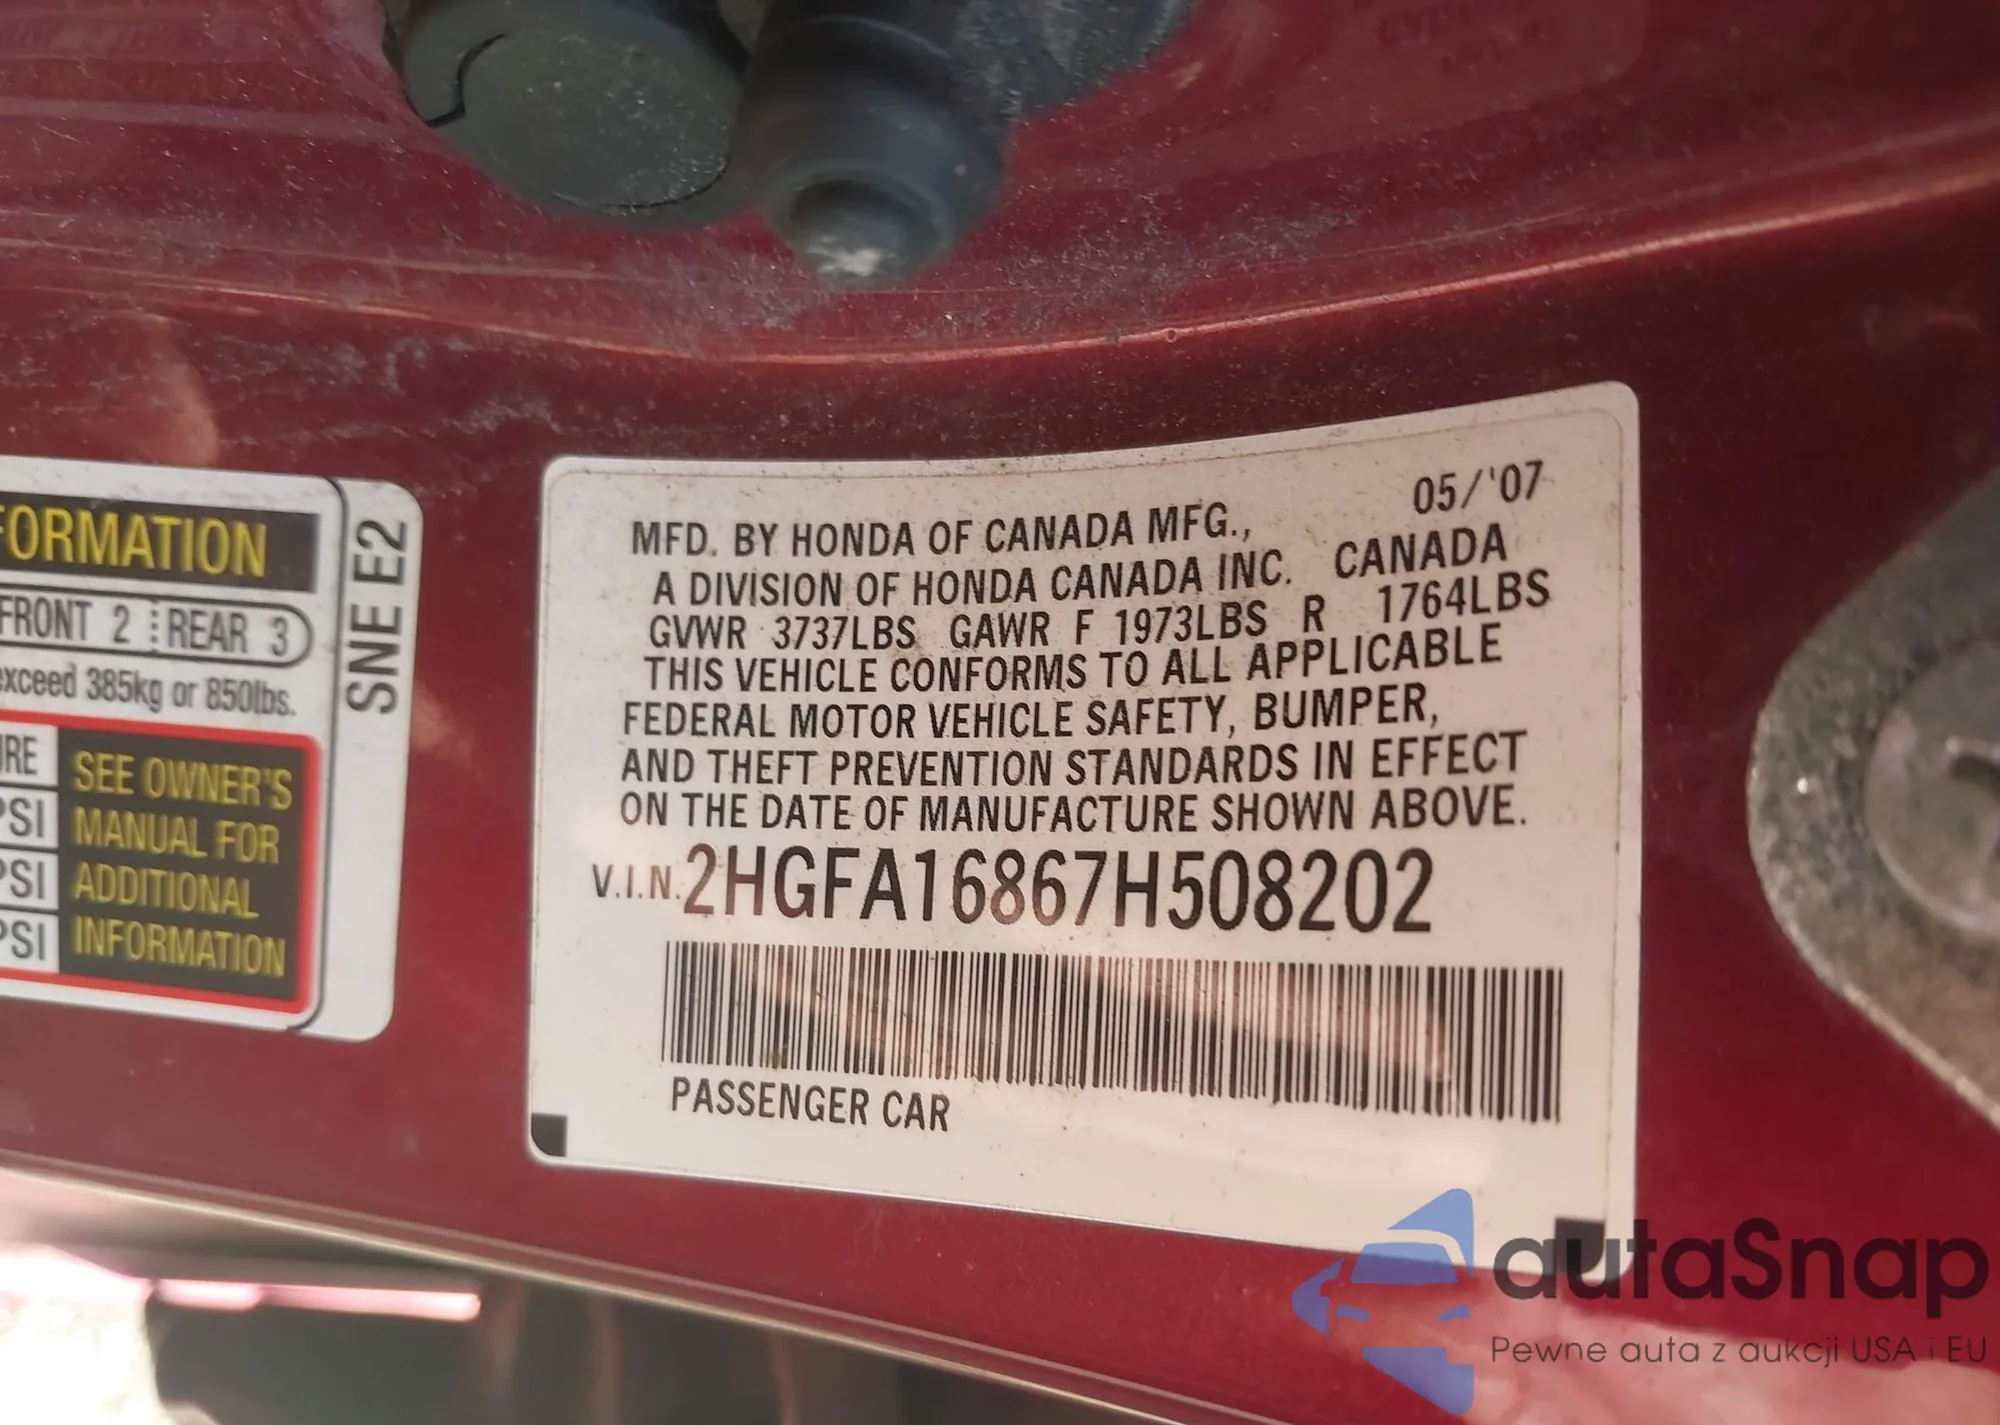 FORMATION
FRONT 2 REAR 3
exceed 385kg or 850lbs.
SEE OWNER'S
MANUAL FOR
ADDITIONAL
INFORMATION
PSI
PSI
PSI
SNE E2
05/'07
MFD. BY HONDA OF CANADA MFG.,
A DIVISION OF HONDA CANADA INC. CANADA
GVWR 3737LBS GAWR F 1973LBS R 1764LBS
THIS VEHICLE CONFORMS TO ALL APPLICABLE
FEDERAL MOTOR VEHICLE SAFETY, BUMPER,
AND THEFT PREVENTION STANDARDS IN EFFECT
ON THE DATE OF MANUFACTURE SHOWN ABOVE.
V.I.N. 2HGFA16867H508202
PASSENGER CAR
autaSnap
Pewne auta z aukcji USA i EU